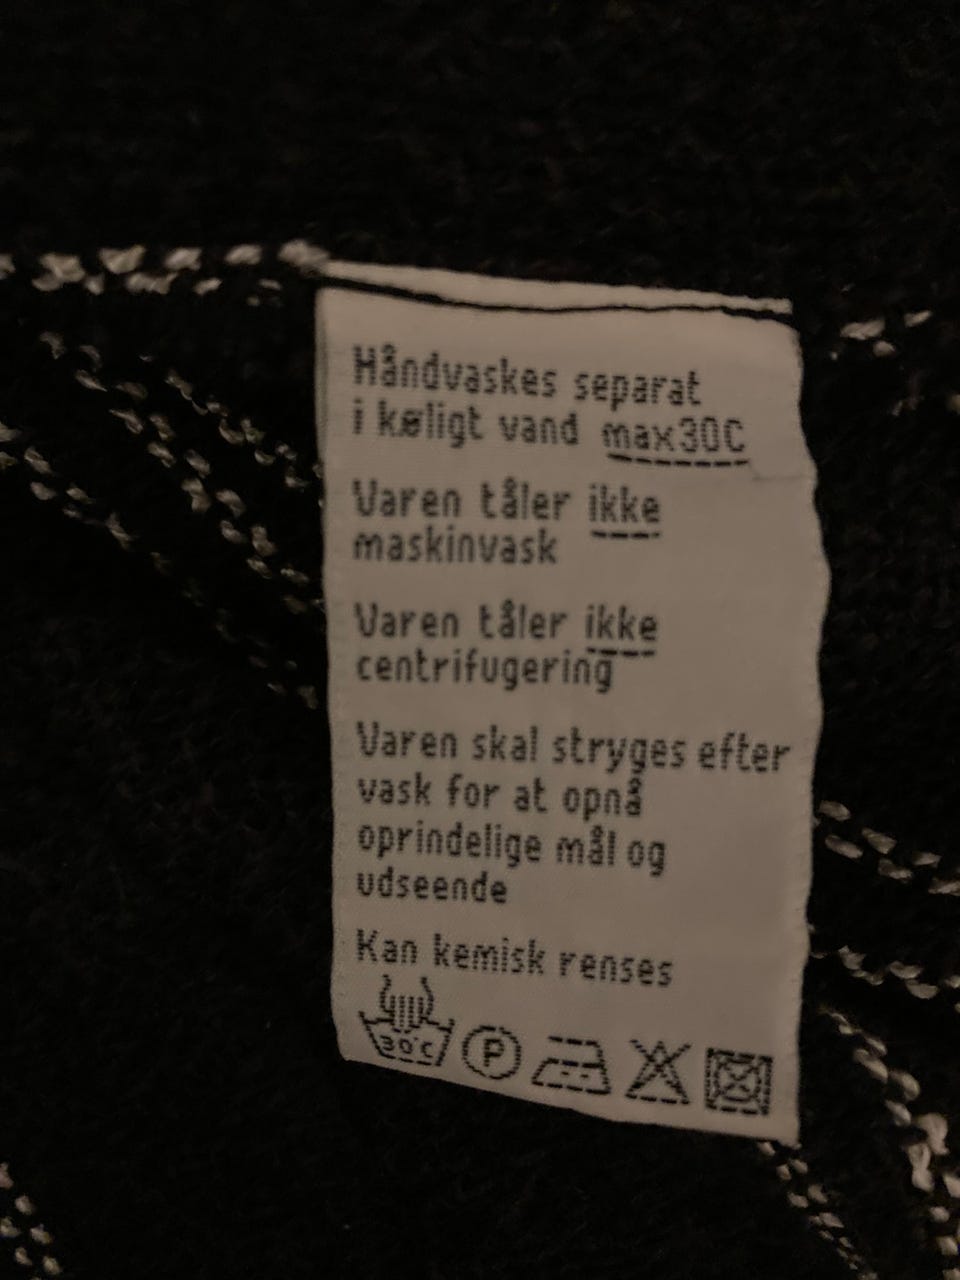 Håndvaskes separat
i køligt vand max30C
Varen tåler ikke
maskinvask
Varen tåler ikke
centrifugering
Varen skal stryges efter
vask for at opnå
oprindelige mål og
udseende
Kan kemisk renses
30°C P